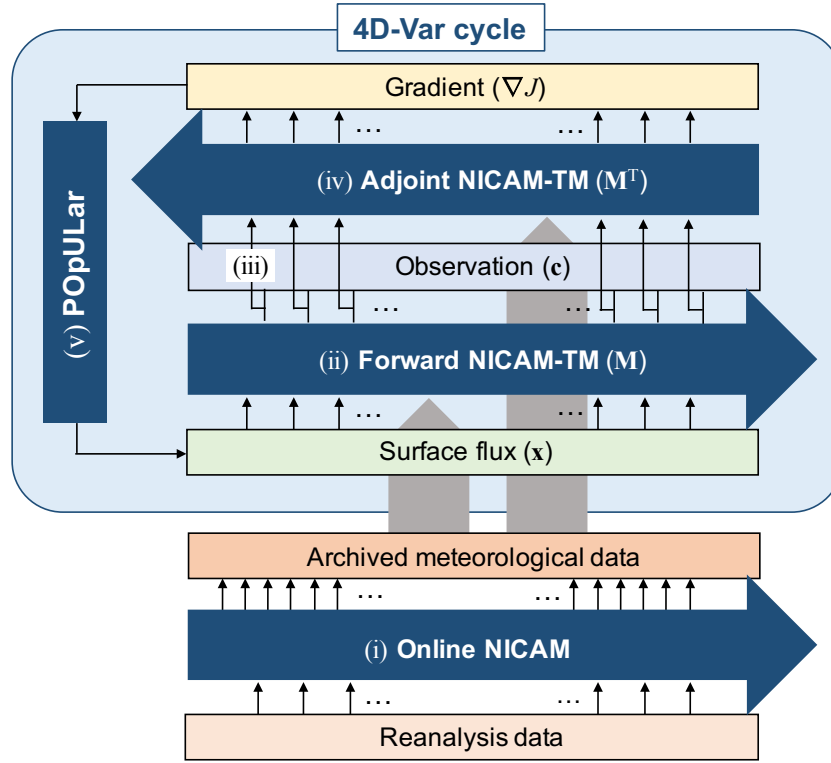 4D-Var cycle
Gradient (∇J)
...
...
(iv) Adjoint NICAM-TM (Mᵀ)
(iii)
Observation (c)
...
...
(v) POpULar
(ii) Forward NICAM-TM (M)
...
...
Surface flux (x)
Archived meteorological data
...
...
(i) Online NICAM
...
...
Reanalysis data